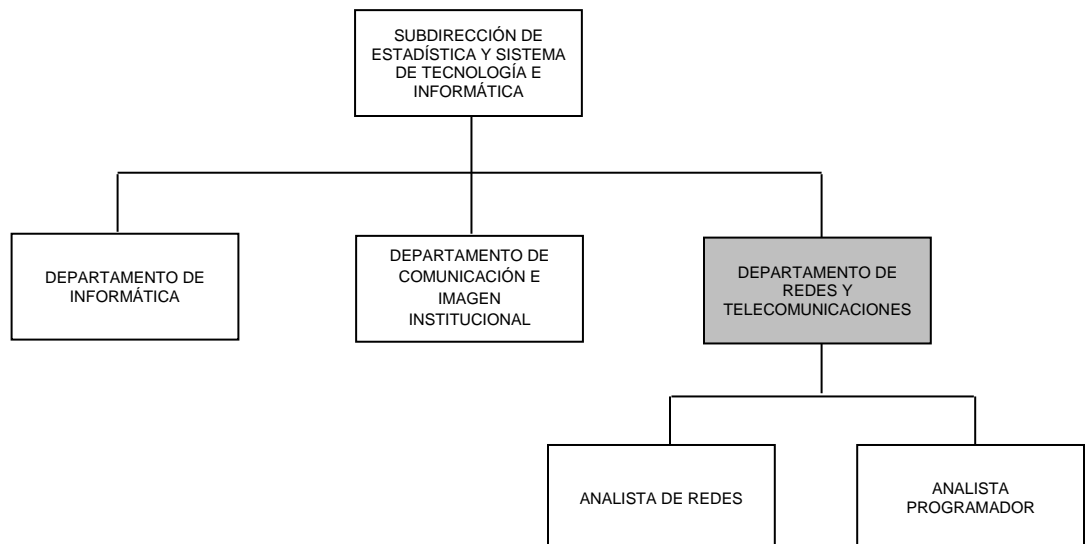 SUBDIRECCIÓN DE
ESTADÍSTICA Y SISTEMA
DE TECNOLOGÍA E
INFORMÁTICA
DEPARTAMENTO DE
INFORMÁTICA
DEPARTAMENTO DE
COMUNICACIÓN E
IMAGEN
INSTITUCIONAL
DEPARTAMENTO DE
REDES Y
TELECOMUNICACIONES
ANALISTA DE REDES
ANALISTA
PROGRAMADOR